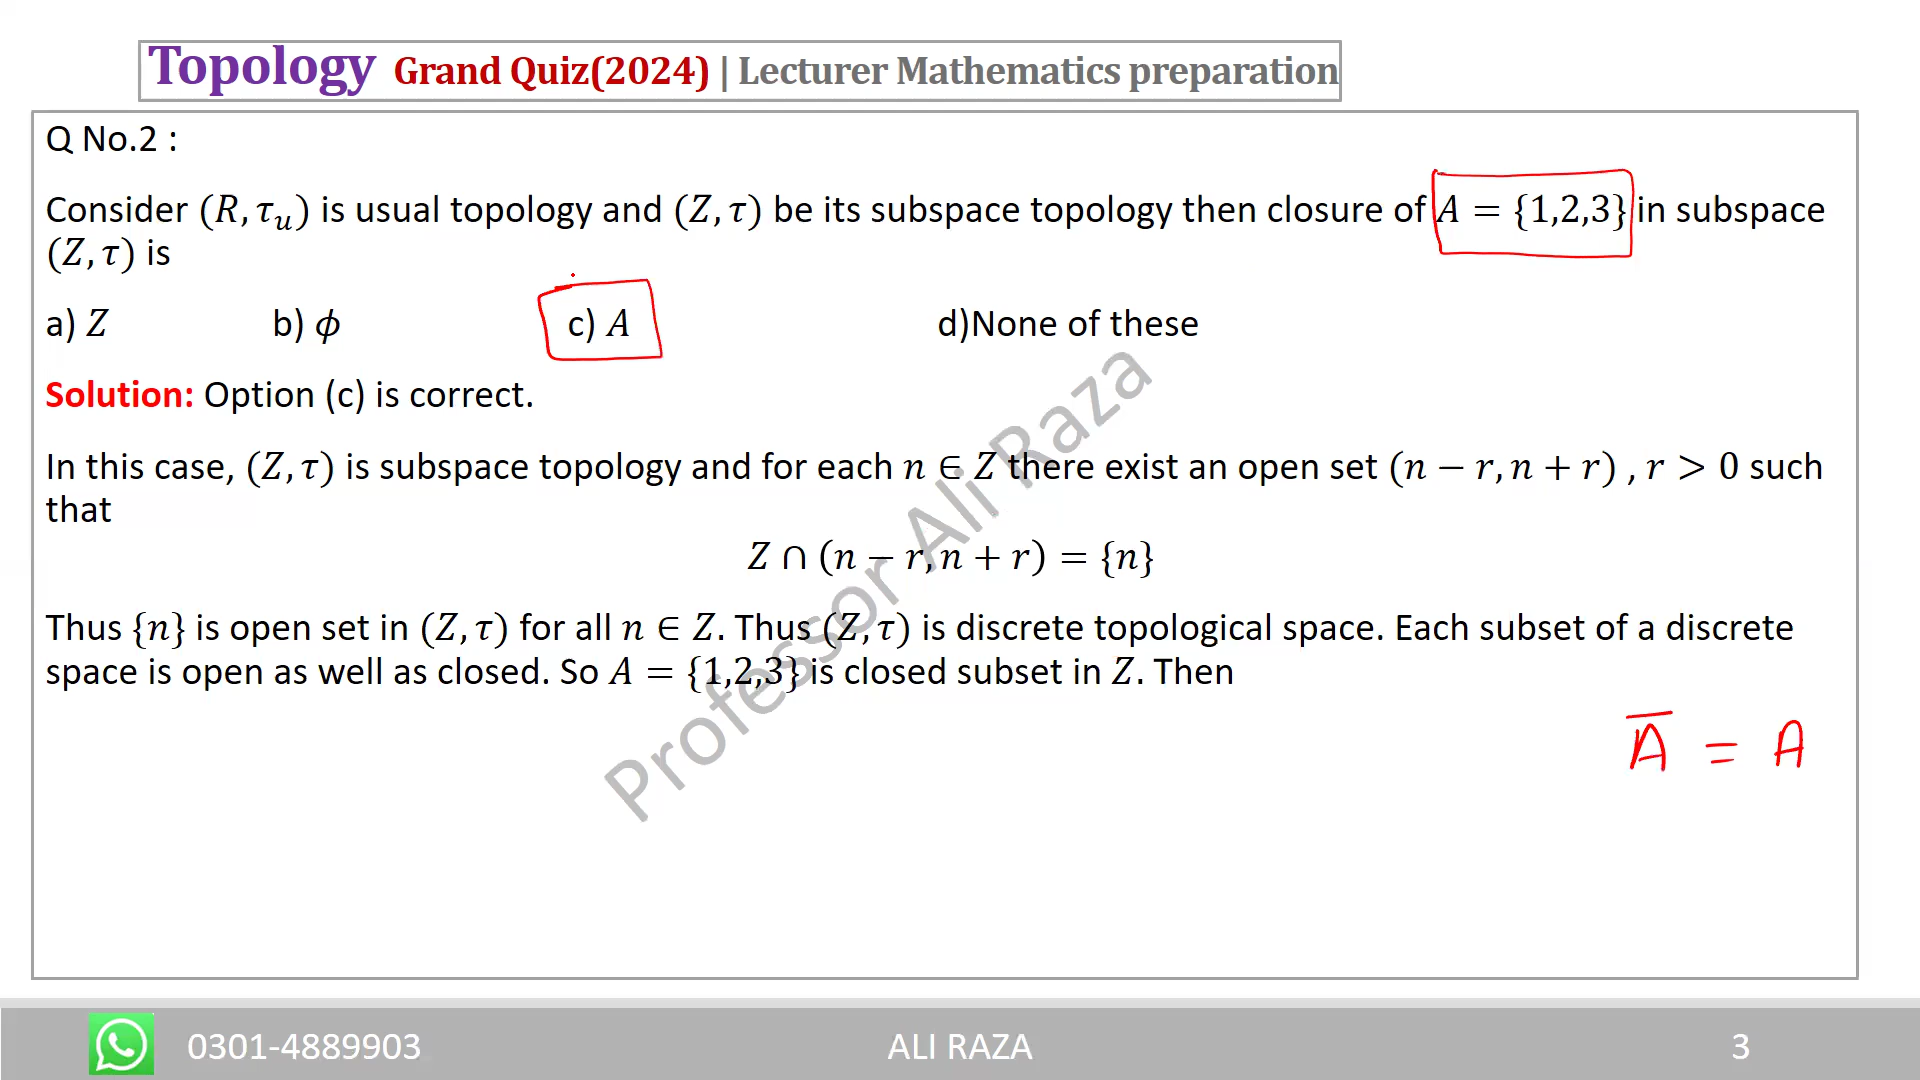 Topology Grand Quiz(2024) | Lecturer Mathematics preparation
Q No.2 :
Consider (R, τᵤ) is usual topology and (Z, τ) be its subspace topology then closure of A = {1,2,3} in subspace
(Z, τ) is
a) Z b) ϕ c) A d)None of these
Solution: Option (c) is correct.
In this case, (Z, τ) is subspace topology and for each n ∈ Z there exist an open set (n − r, n + r) , r > 0 such
that
Z ∩ (n − r, n + r) = {n}
Thus {n} is open set in (Z, τ) for all n ∈ Z. Thus (Z, τ) is discrete topological space. Each subset of a discrete
space is open as well as closed. So A = {1,2,3} is closed subset in Z. Then
A̅ = A
Professor Ali Raza
0301-4889903 ALI RAZA 3